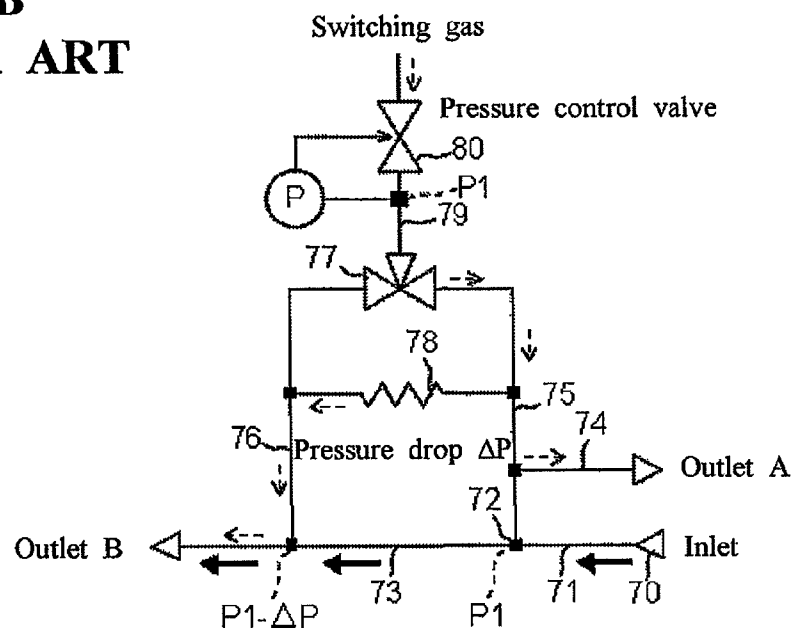 B
ART
Switching gas
Pressure control valve
80
P
P1
79
77
78
75
76
Pressure drop ΔP
74
Outlet A
72
Outlet B
Inlet
73
71
70
P1-ΔP
P1